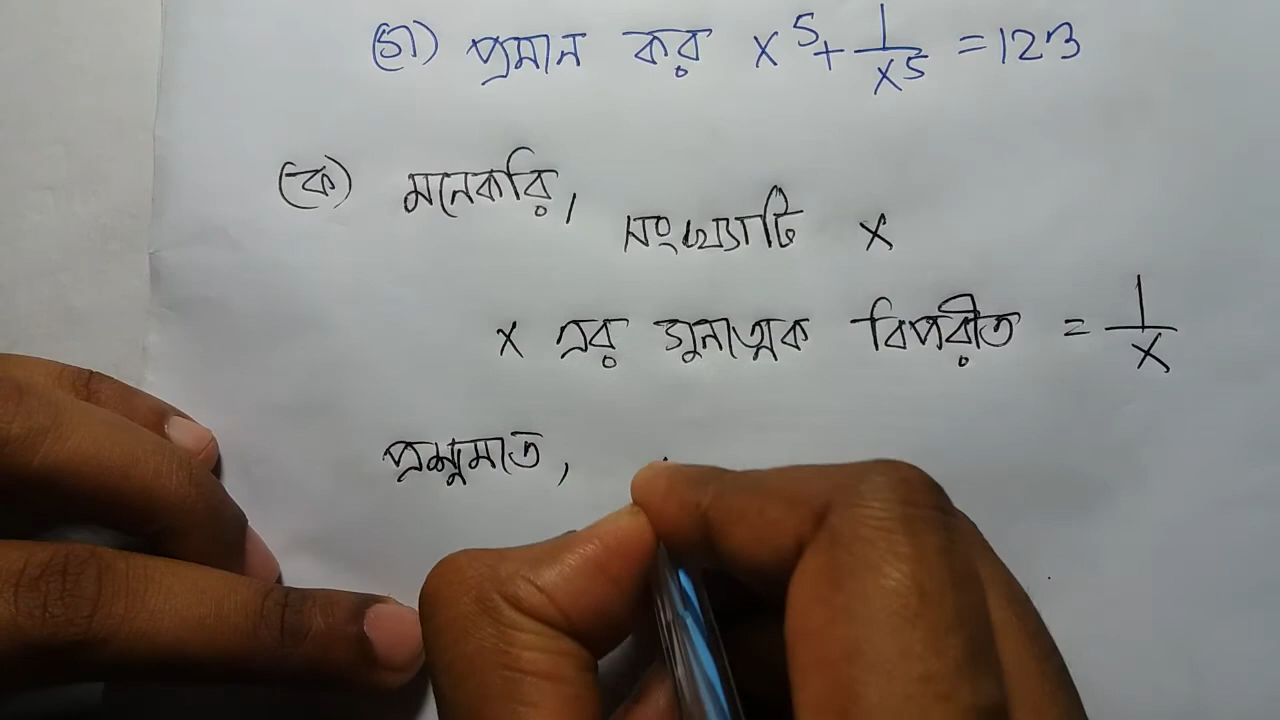 (গ) প্রমান কর x⁵ + 1/x⁵ = 123
(ক) মনেকরি,
সংখ্যাটি x
x এর গুনাত্মক বিপরীত = 1/x
প্রশ্নমতে,